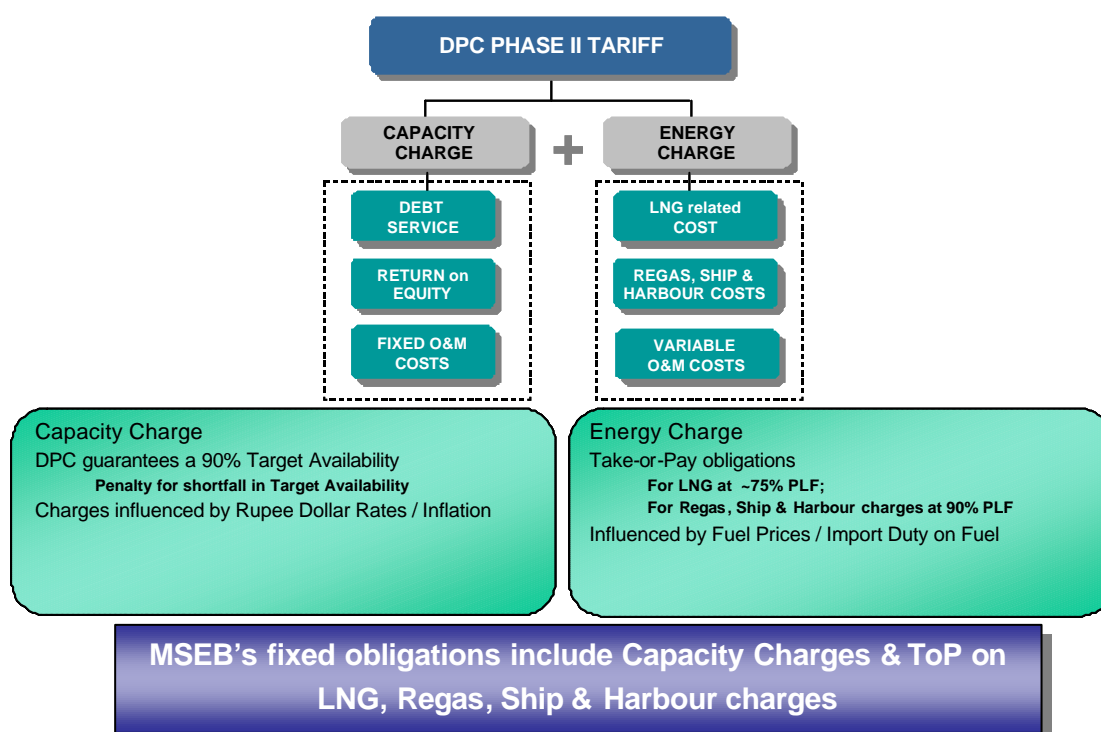 DPC PHASE II TARIFF
CAPACITY
CHARGE
+
ENERGY
CHARGE
DEBT
SERVICE
RETURN on
EQUITY
FIXED O&M
COSTS
LNG related
COST
REGAS, SHIP &
HARBOUR COSTS
VARIABLE
O&M COSTS
Capacity Charge
DPC guarantees a 90% Target Availability
Penalty for shortfall in Target Availability
Charges influenced by Rupee Dollar Rates / Inflation
Energy Charge
Take-or-Pay obligations
For LNG at ~75% PLF;
For Regas, Ship & Harbour charges at 90% PLF
Influenced by Fuel Prices / Import Duty on Fuel
MSEB's fixed obligations include Capacity Charges & ToP on
LNG, Regas, Ship & Harbour charges